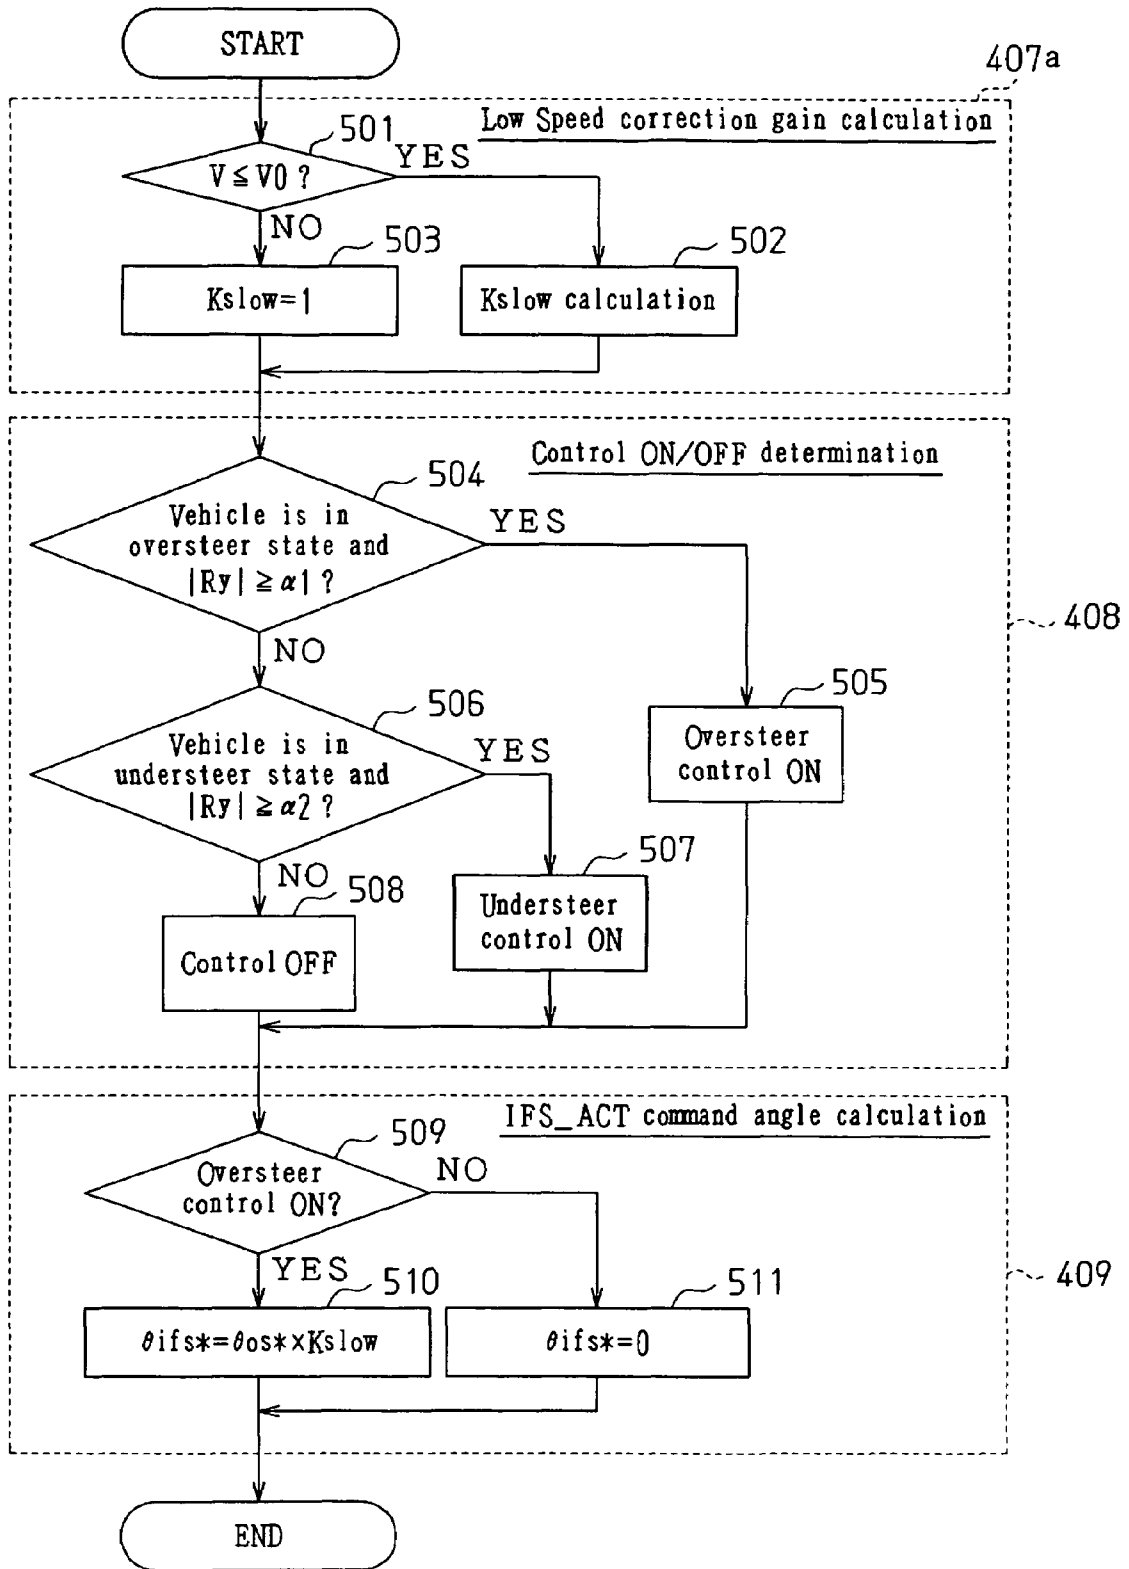 START
407a
Low Speed correction gain calculation
501
V≦V0 ?
YES
NO
503
502
Kslow=1
Kslow calculation
Control ON/OFF determination
504
Vehicle is in
oversteer state and
|Ry| ≧ α1 ?
YES
408
NO
505
506
Vehicle is in
understeer state and
|Ry| ≧ α2 ?
YES
Oversteer
control ON
507
NO
508
Understeer
control ON
Control OFF
IFS_ACT command angle calculation
509
Oversteer
control ON?
NO
YES
510
511
409
θifs*=θos*×Kslow
θifs*=0
END